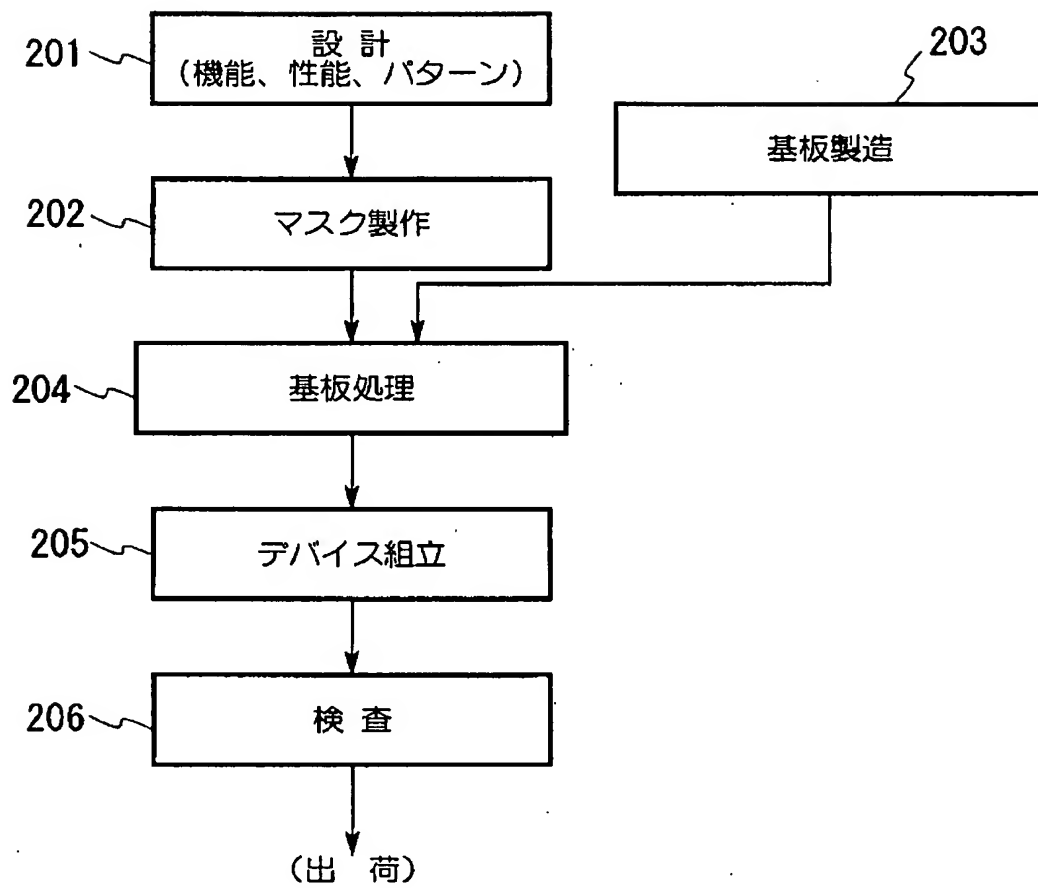 201
設 計
(機能、性能、パターン)
203
基板製造
202
マスク製作
204
基板処理
205
デバイス組立
206
検 査
(出 荷)